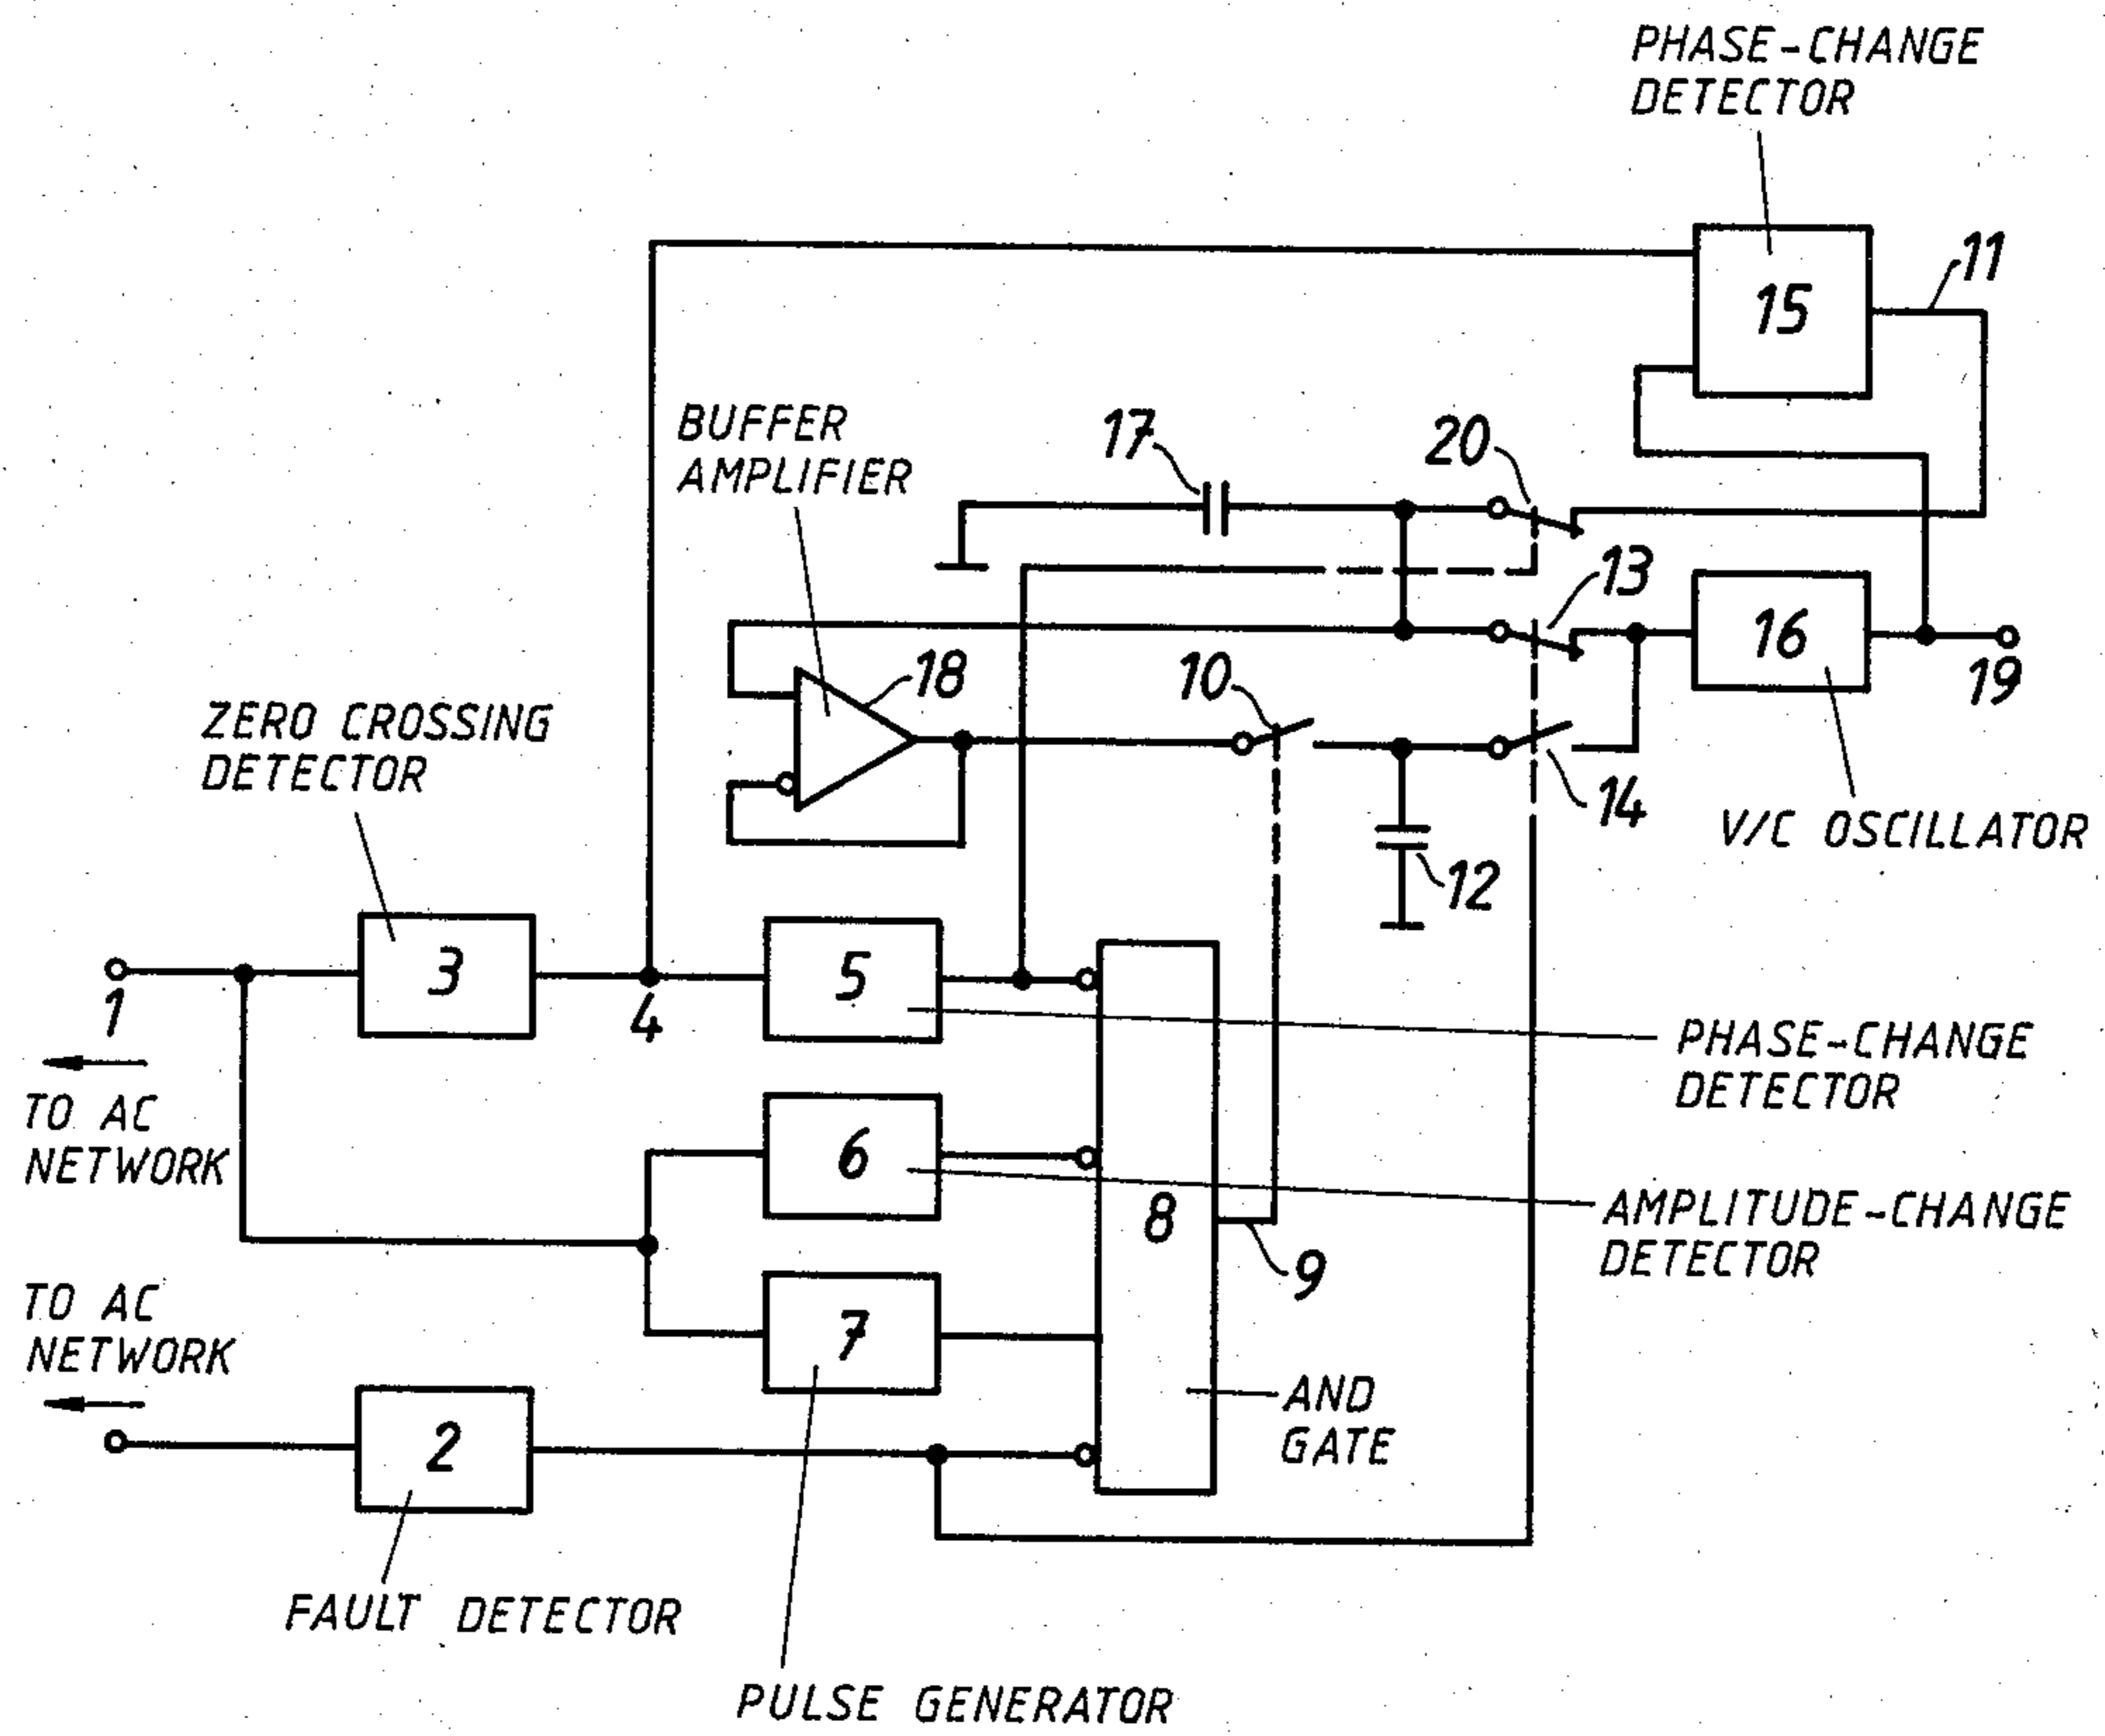 PHASE-CHANGE
DETECTOR
15
11
BUFFER
AMPLIFIER
17
20
13
16
19
18
10
14
V/C OSCILLATOR
12
ZERO CROSSING
DETECTOR
3
5
1
4
TO AC
NETWORK
PHASE-CHANGE
DETECTOR
6
8
AMPLITUDE-CHANGE
DETECTOR
9
TO AC
NETWORK
7
2
AND
GATE
FAULT DETECTOR
PULSE GENERATOR